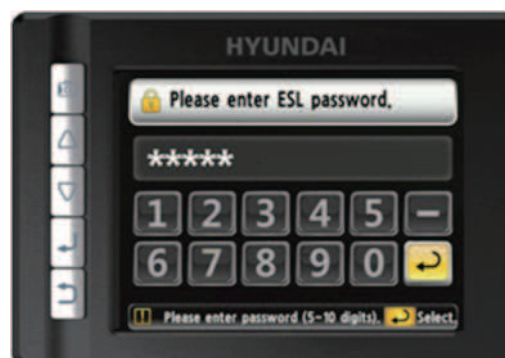 HYUNDAI
Please enter ESL password.
*****
1 2 3 4 5 -
6 7 8 9 0
Please enter password (5-10 digits). Select.